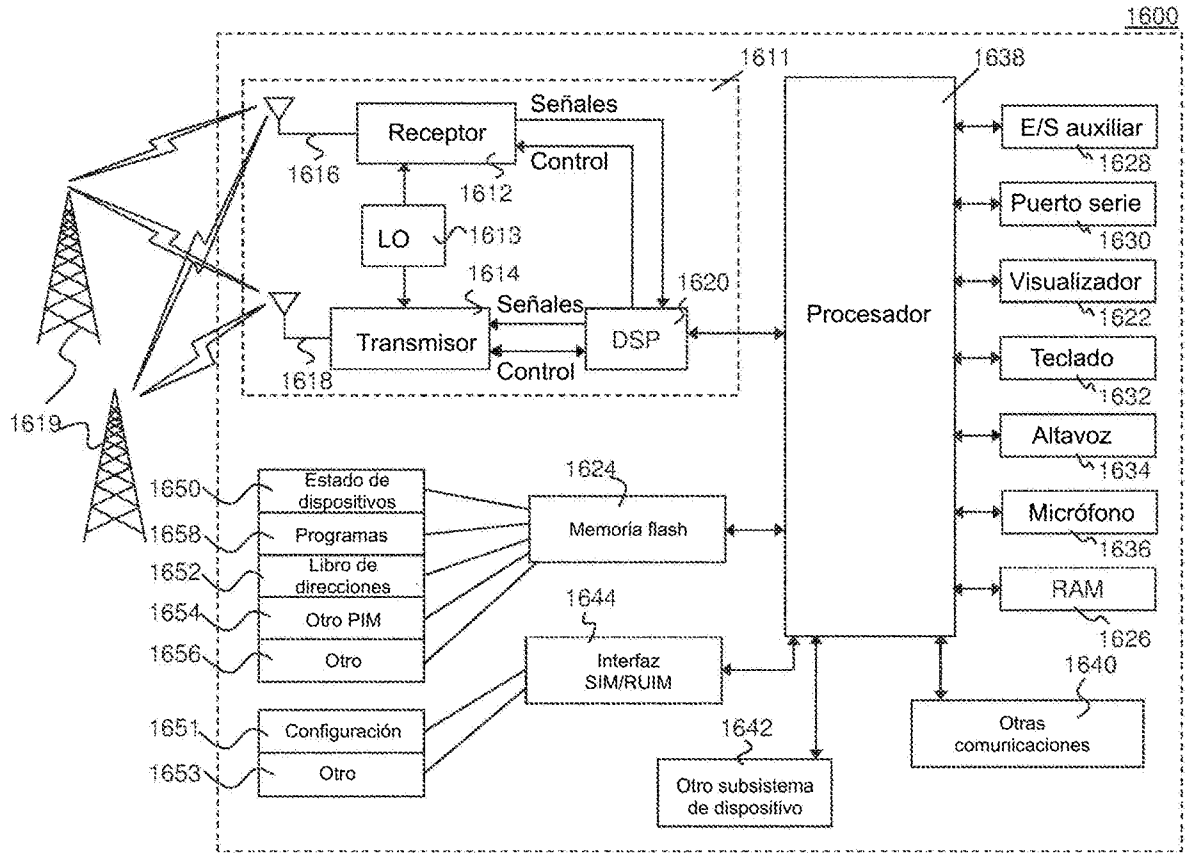 1600
1611
1638
Señales
Receptor
Control
1616
1612
LO
1613
1614
1620
Señales
Transmisor
DSP
Control
1618
1619
Procesador
E/S auxiliar
1628
Puerto serie
1630
Visualizador
1622
Teclado
1632
Altavoz
1634
Micrófono
1636
RAM
1626
1650
Estado de
dispositivos
1658
Programas
1652
Libro de
direcciones
1654
Otro PIM
1656
Otro
1624
Memoria flash
1644
Interfaz
SIM/RUIM
1651
Configuración
1653
Otro
1642
Otro subsistema
de dispositivo
1640
Otras
comunicaciones